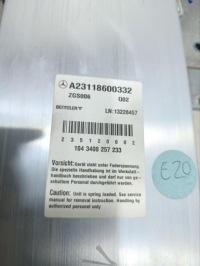 A23118600332
ZGS006 002
BESTELER
LN:13228457
2 3 5 1 2 0 0 0 2
104 3400 257 233
Vorsicht: Gerät steht unter Federspannung.
Die spezielle Handhabung ist im Werkstatt-
handbuch beschrieben und darf nur von ge-
schultem Personal durchgeführt werden.
Caution: Unit is spring loaded. See service
manual for removal instruction. Handling by
authorized personal only
E20